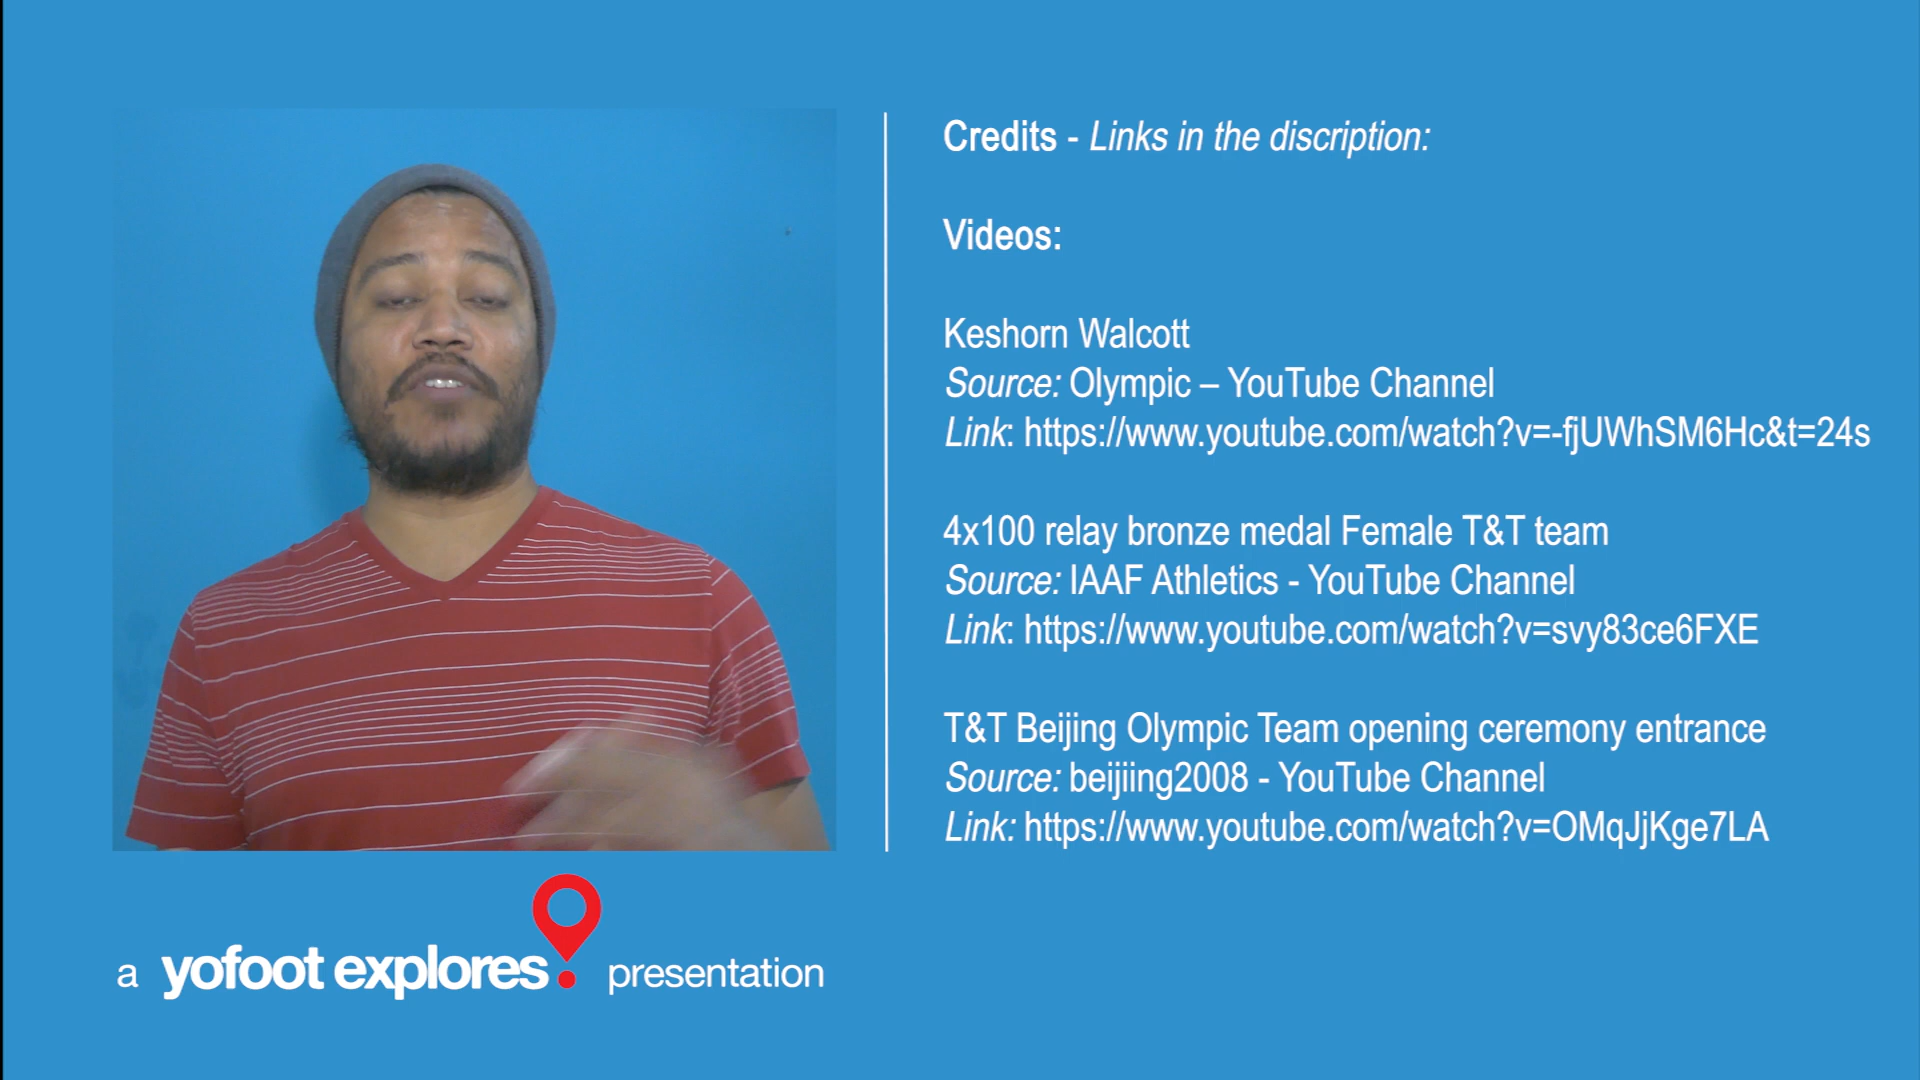 Credits - Links in the discription:
Videos:
Keshorn Walcott
Source: Olympic – YouTube Channel
Link: https://www.youtube.com/watch?v=-fjUWhSM6Hc&t=24s
4x100 relay bronze medal Female T&T team
Source: IAAF Athletics - YouTube Channel
Link: https://www.youtube.com/watch?v=svy83ce6FXE
T&T Beijing Olympic Team opening ceremony entrance
Source: beijiing2008 - YouTube Channel
Link: https://www.youtube.com/watch?v=OMqJjKge7LA
a yofoot explores presentation